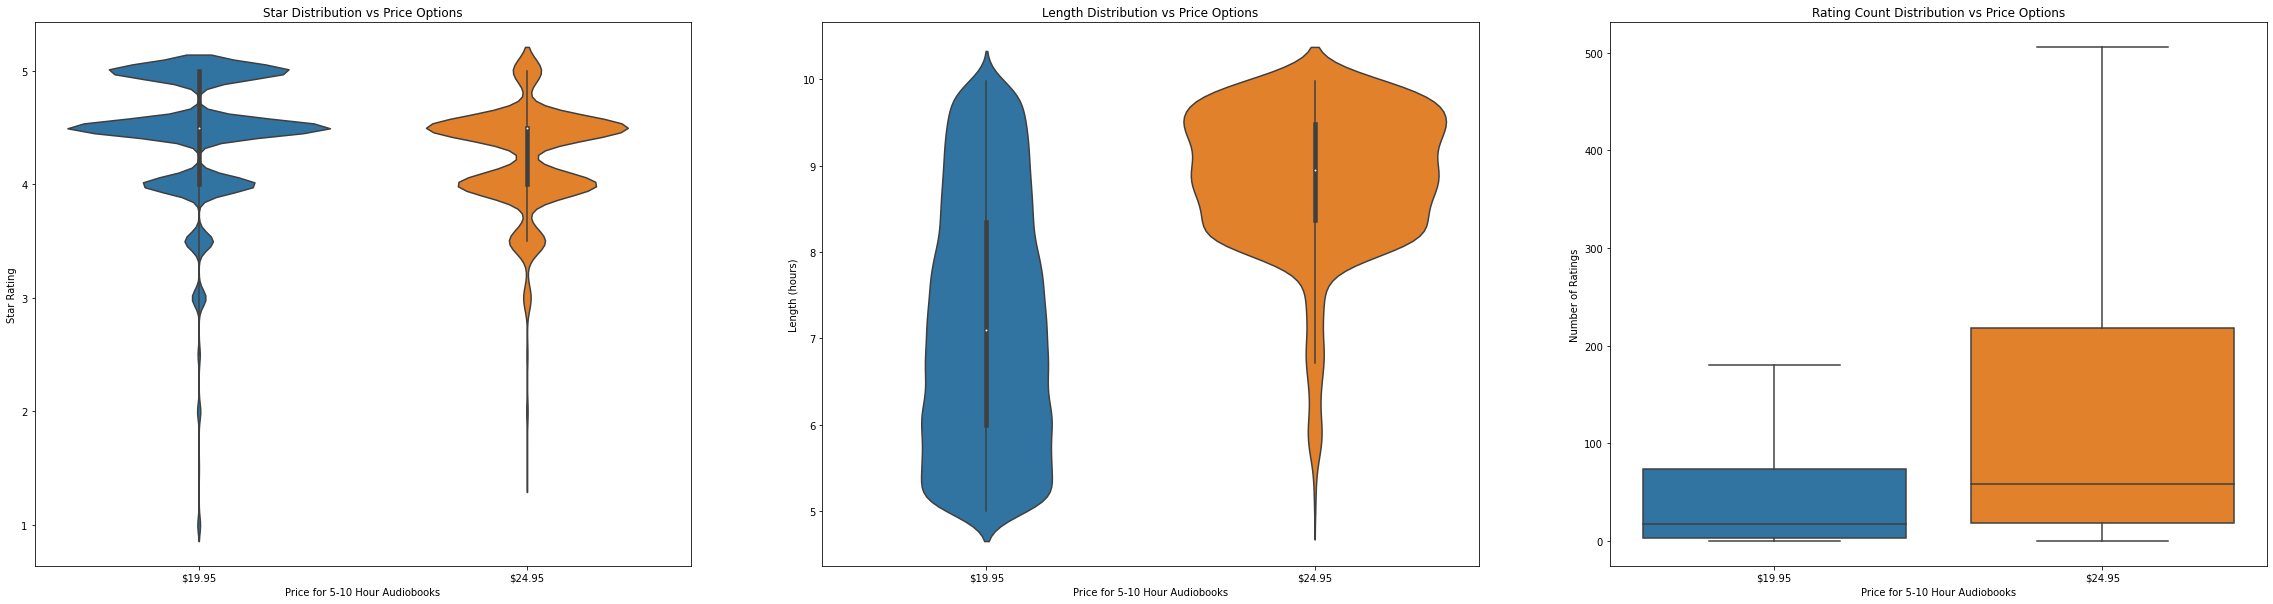 Star Distribution vs Price Options
Star Rating
5
4
3
2
1
$19.95
$24.95
Price for 5-10 Hour Audiobooks
Length Distribution vs Price Options
Length (hours)
10
9
8
7
6
5
$19.95
$24.95
Price for 5-10 Hour Audiobooks
Rating Count Distribution vs Price Options
Number of Ratings
500
400
300
200
100
0
$19.95
$24.95
Price for 5-10 Hour Audiobooks